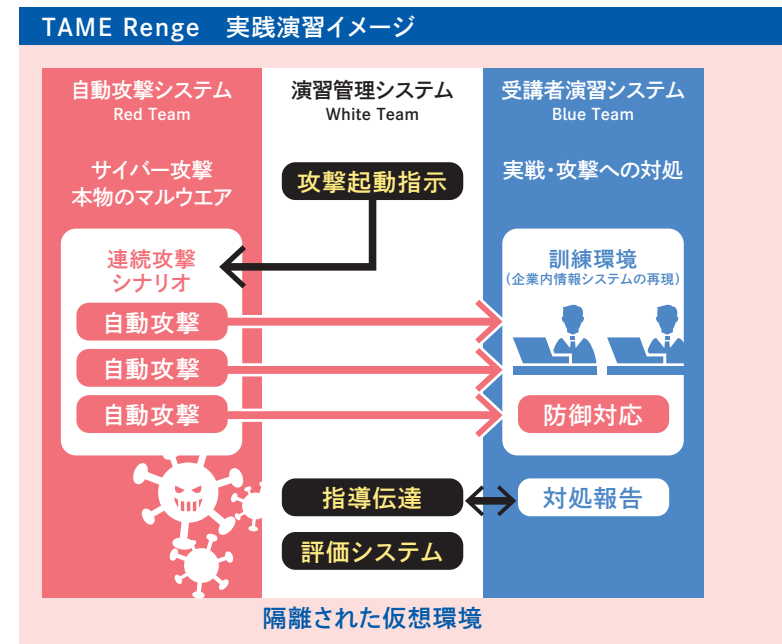 TAME Renge 実践演習イメージ
自動攻撃システム
Red Team
サイバー攻撃
本物のマルウエア
連続攻撃
シナリオ
自動攻撃
自動攻撃
自動攻撃
演習管理システム
White Team
攻撃起動指示
指導伝達
評価システム
受講者演習システム
Blue Team
実戦・攻撃への対処
訓練環境
(企業内情報システムの再現)
防御対応
対処報告
隔離された仮想環境